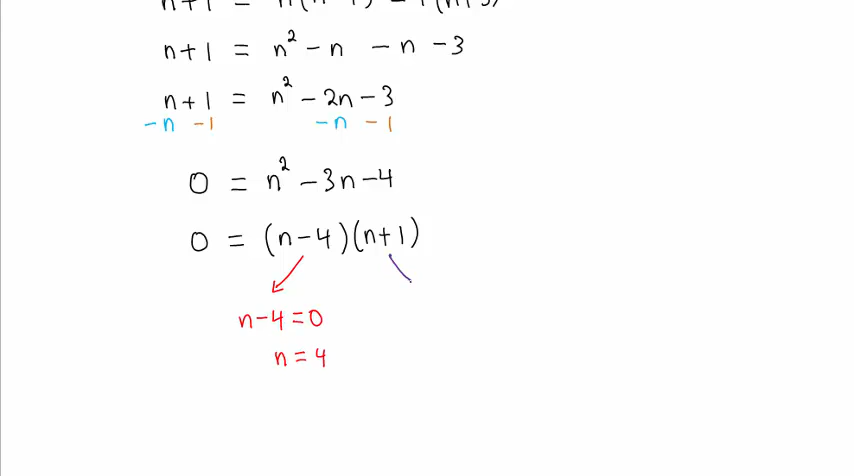 n+1 = n² - n - n - 3
n+1 = n² - 2n - 3
-n -1 -n -1
0 = n² - 3n - 4
0 = (n-4)(n+1)
n-4=0
n = 4